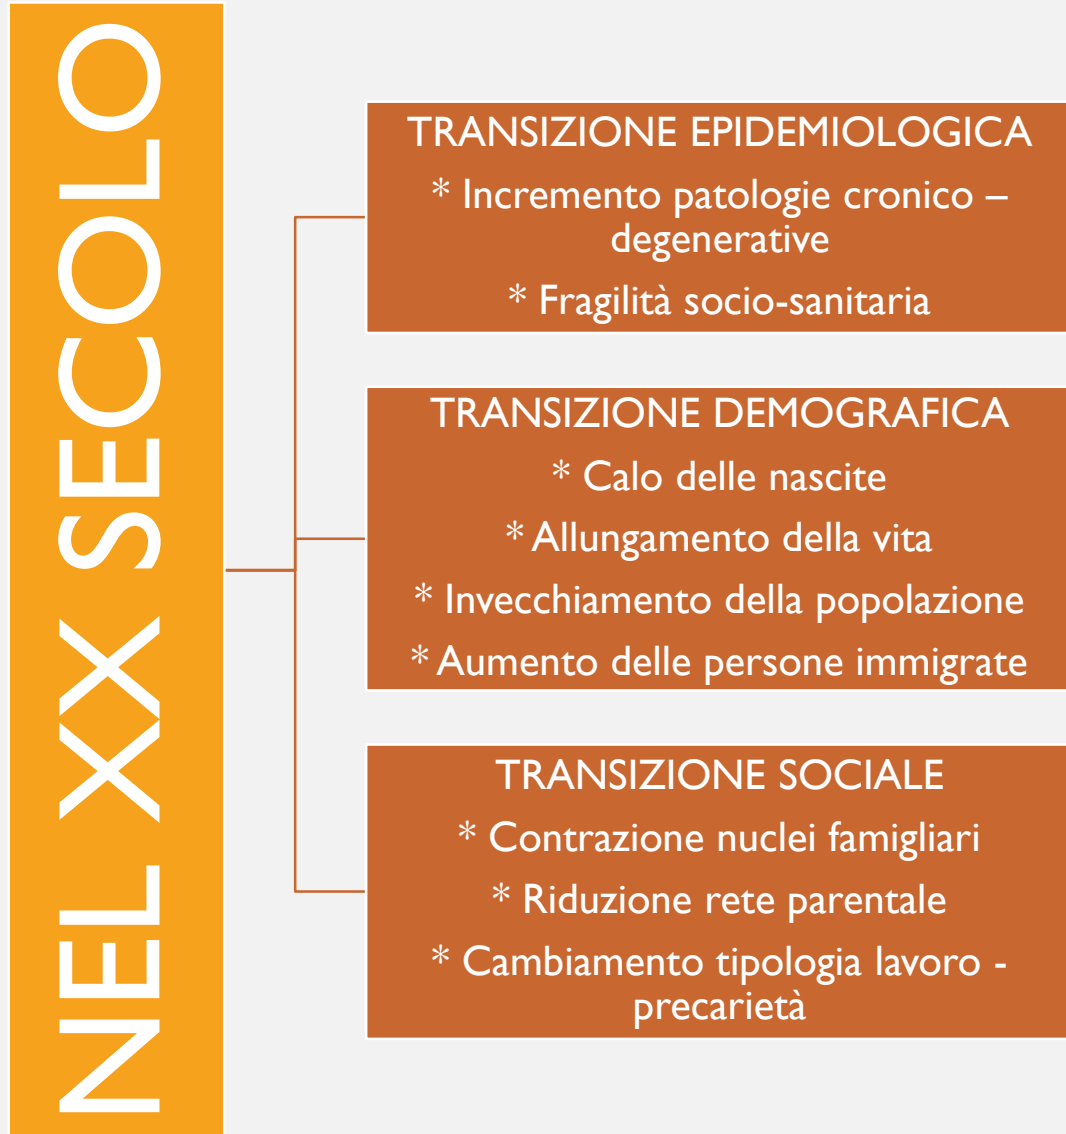 NEL XX SECOLO
TRANSIZIONE EPIDEMIOLOGICA
* Incremento patologie cronico –
degenerative
* Fragilità socio-sanitaria
TRANSIZIONE DEMOGRAFICA
* Calo delle nascite
* Allungamento della vita
* Invecchiamento della popolazione
* Aumento delle persone immigrate
TRANSIZIONE SOCIALE
* Contrazione nuclei famigliari
* Riduzione rete parentale
* Cambiamento tipologia lavoro -
precarietà